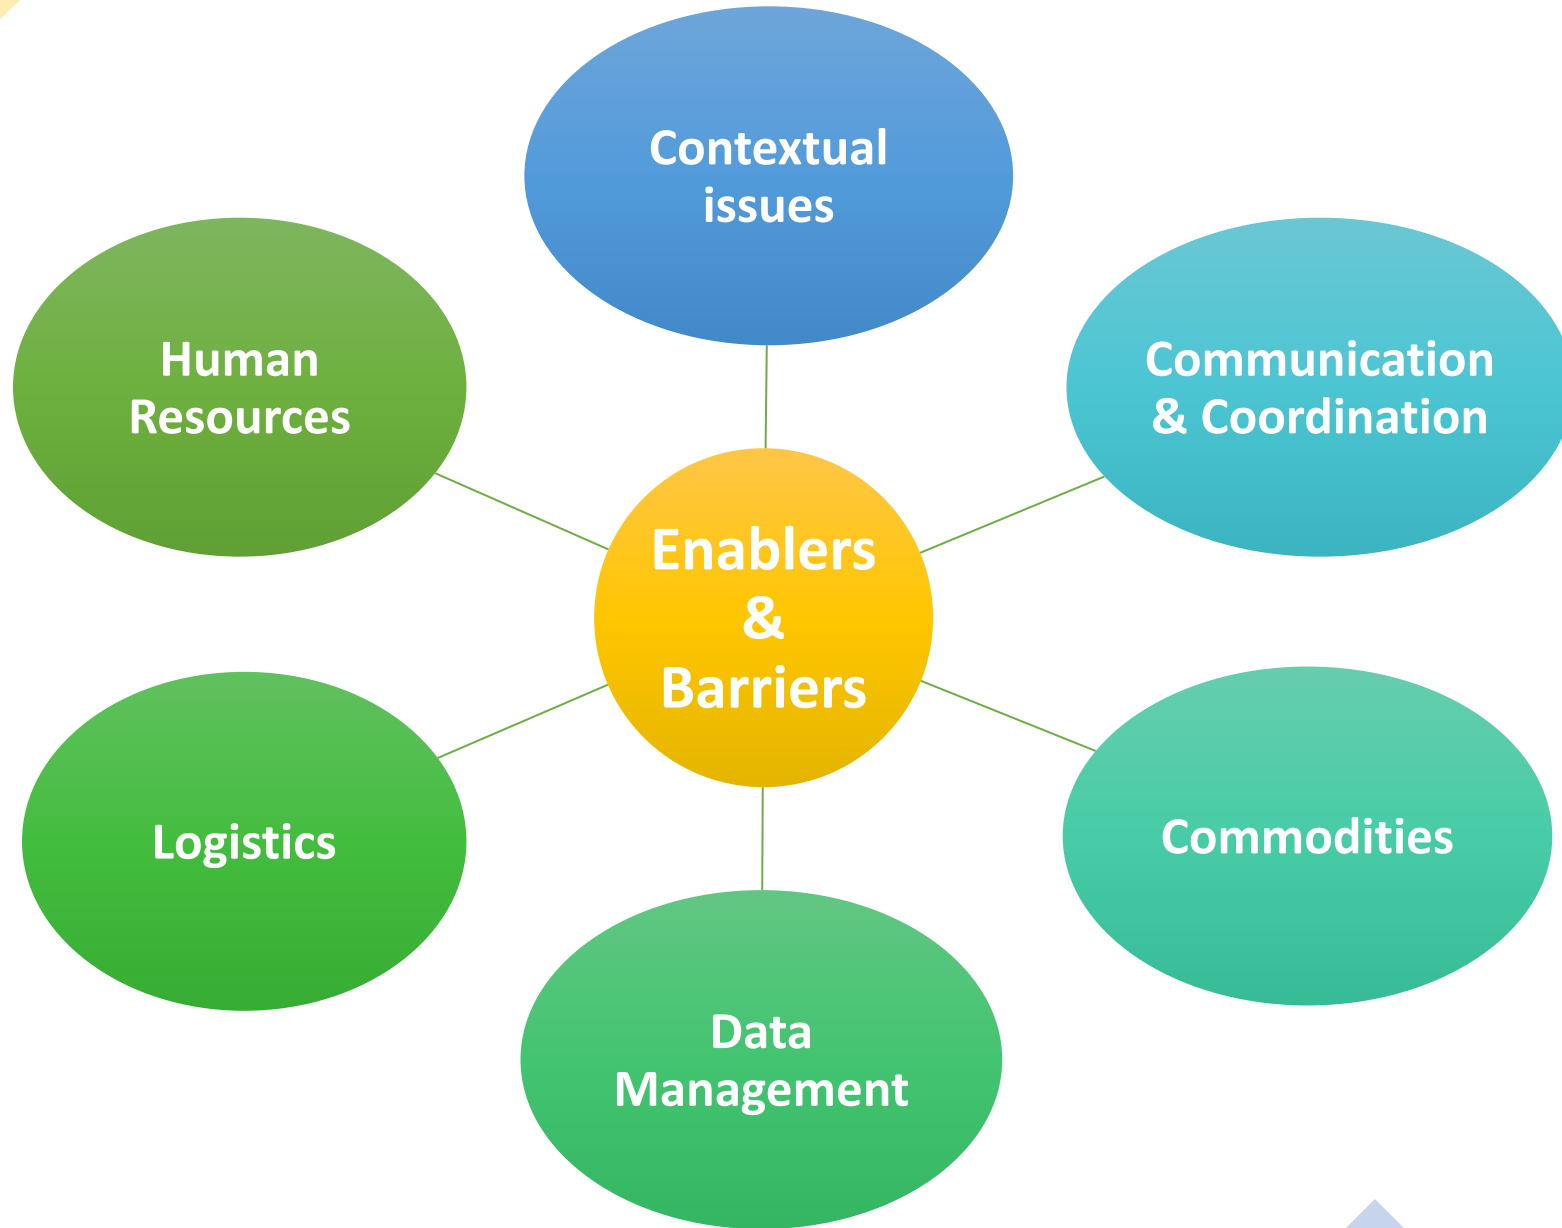 Contextual
issues
Human
Resources
Communication
& Coordination
Enablers
&
Barriers
Logistics
Commodities
Data
Management